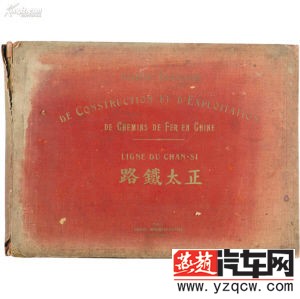 DE CONSTRUCTION ET D'EXPLOITATION
DE CHEMINS DE FER EN CHINE
LIGNE DU CHAN-SI
路鐵太正
燕赵汽车网
www.yzqcw.com